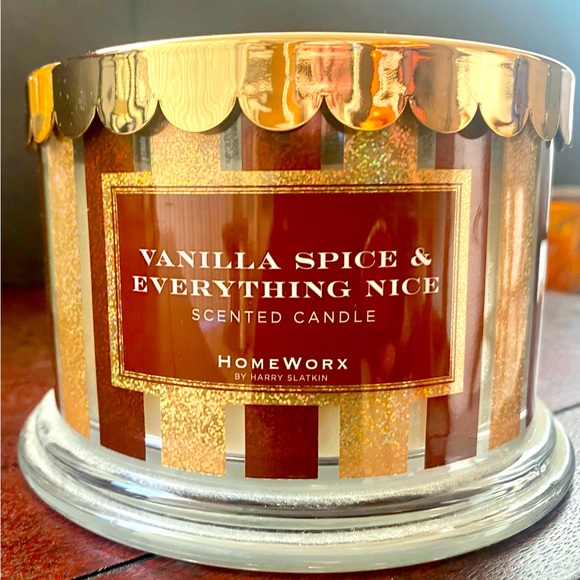 VANILLA SPICE &
EVERYTHING NICE
SCENTED CANDLE
HOMEWORX
BY HARRY SLATKIN